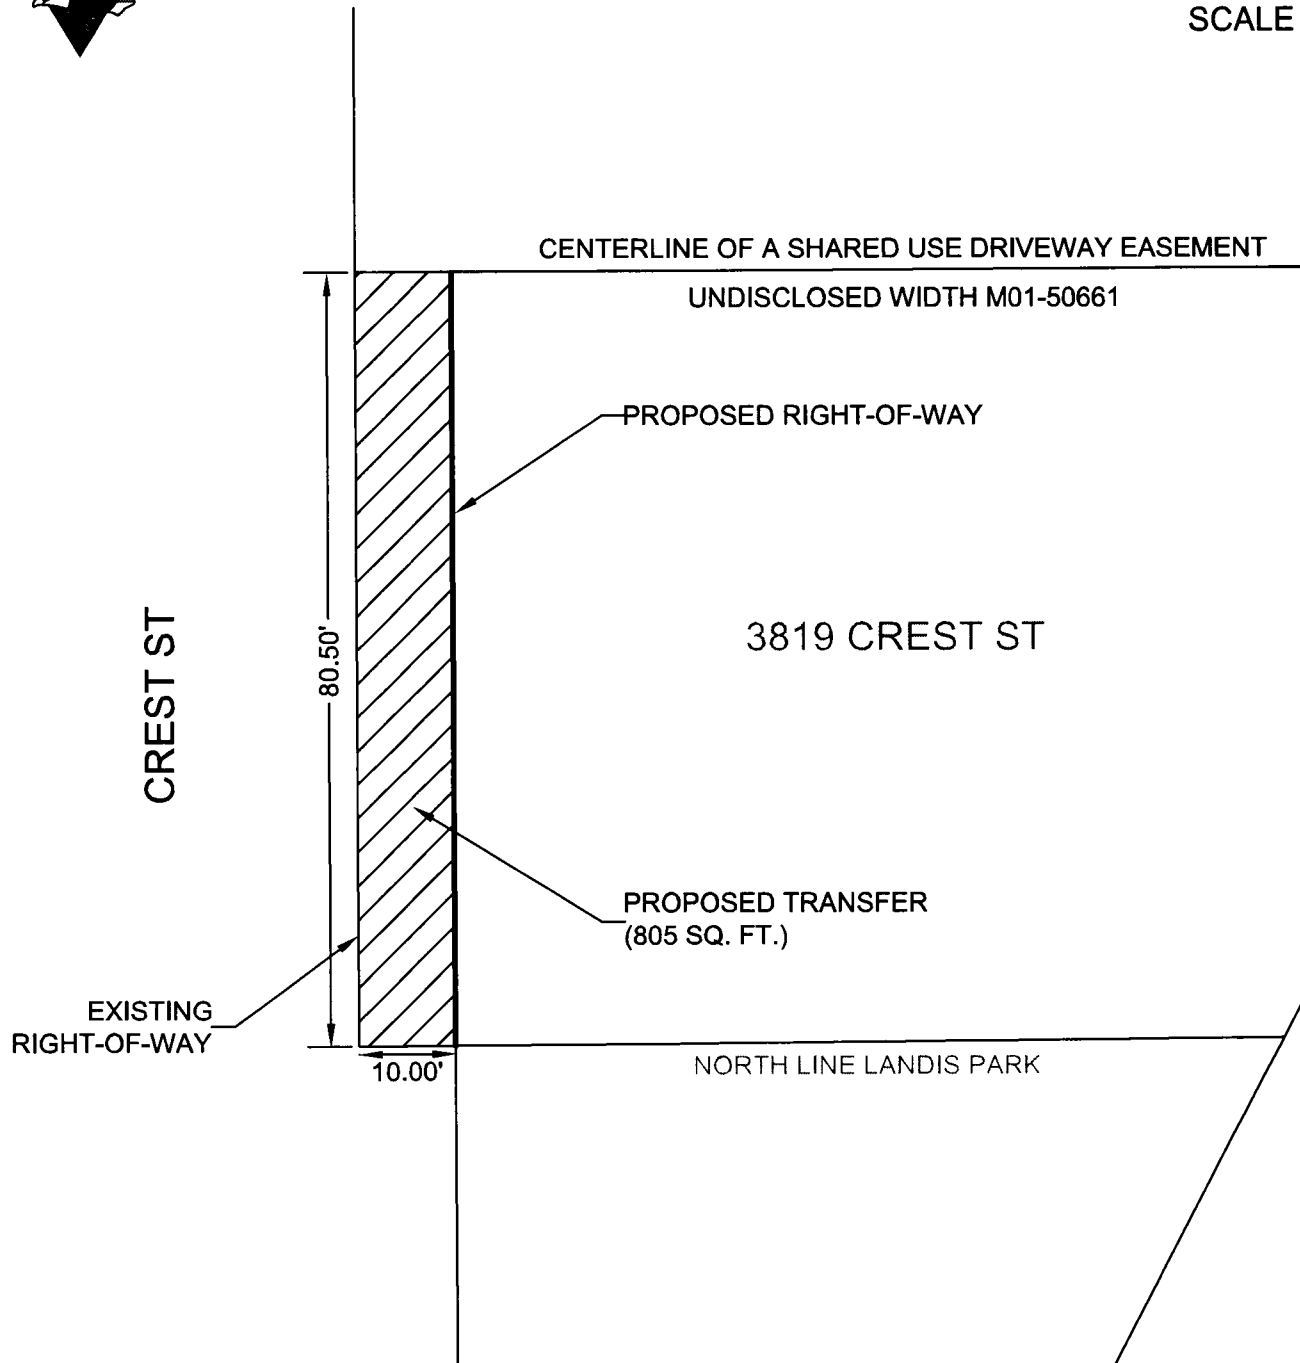 SCALE
CENTERLINE OF A SHARED USE DRIVEWAY EASEMENT
UNDISCLOSED WIDTH M01-50661
PROPOSED RIGHT-OF-WAY
3819 CREST ST
CREST ST
80.50'
PROPOSED TRANSFER
(805 SQ. FT.)
EXISTING
RIGHT-OF-WAY
10.00'
NORTH LINE LANDIS PARK